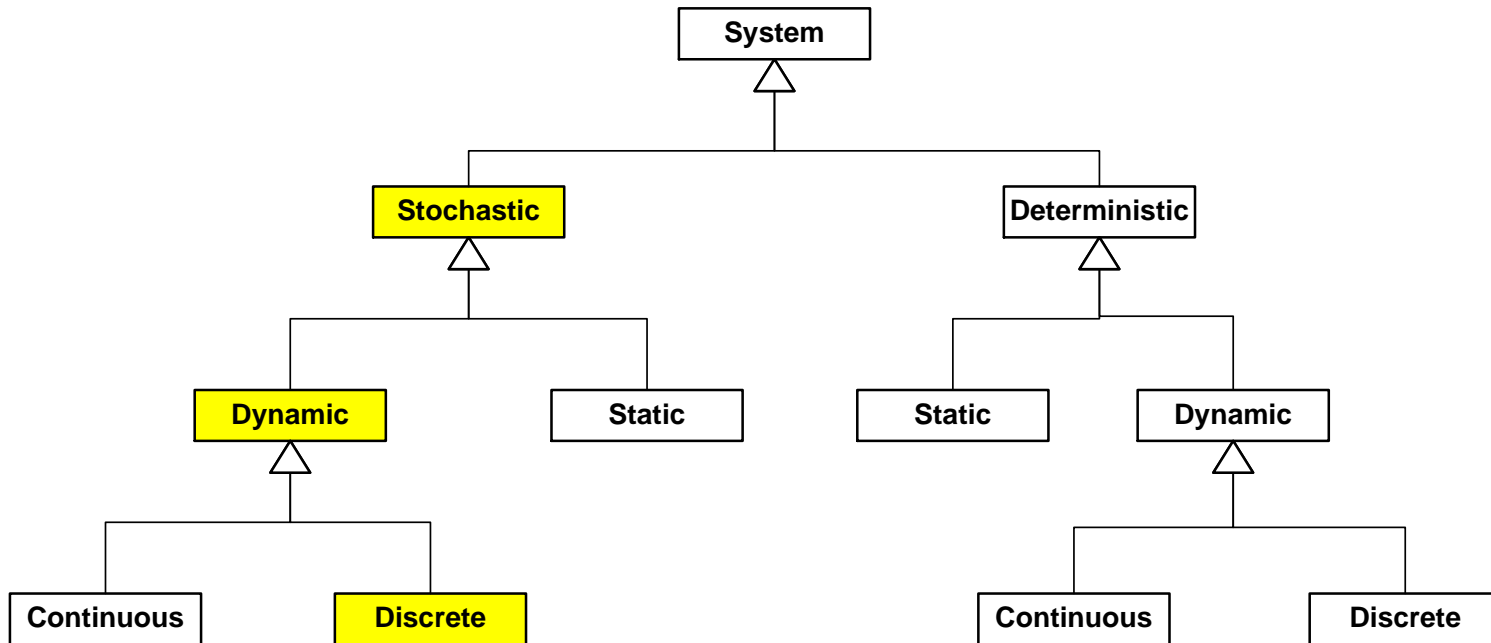 System
Stochastic
Deterministic
Dynamic
Static
Static
Dynamic
Continuous
Discrete
Continuous
Discrete